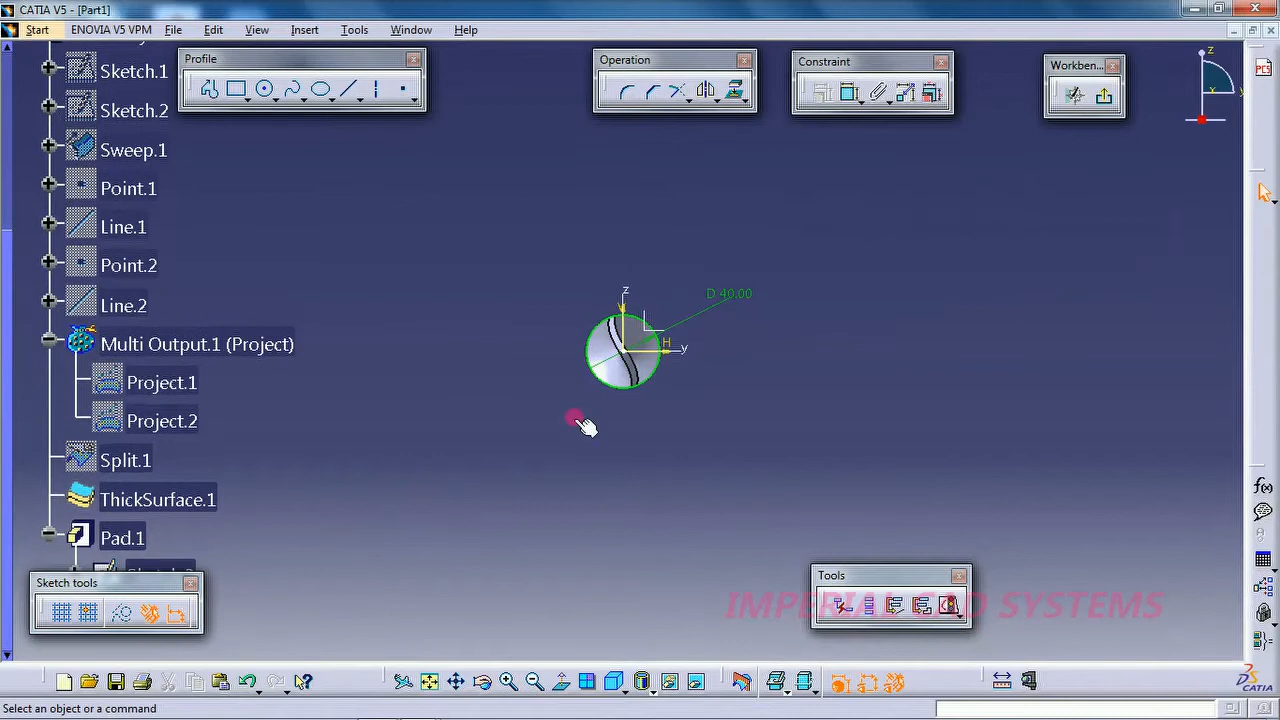 CATIA V5 - [Part1]
Start ENOVIA V5 VPM File Edit View Insert Tools Window Help
Profile
Operation
Constraint
Workben...
Sketch.1
Sketch.2
Sweep.1
Point.1
Line.1
Point.2
Line.2
Multi Output.1 (Project)
Project.1
Project.2
Split.1
ThickSurface.1
Pad.1
z
x
y
PCS
D 40.00
z
V
H
y
f(x)
Sketch tools
Tools
IMPERIAL CAD SYSTEMS
CATIA
Select an object or a command